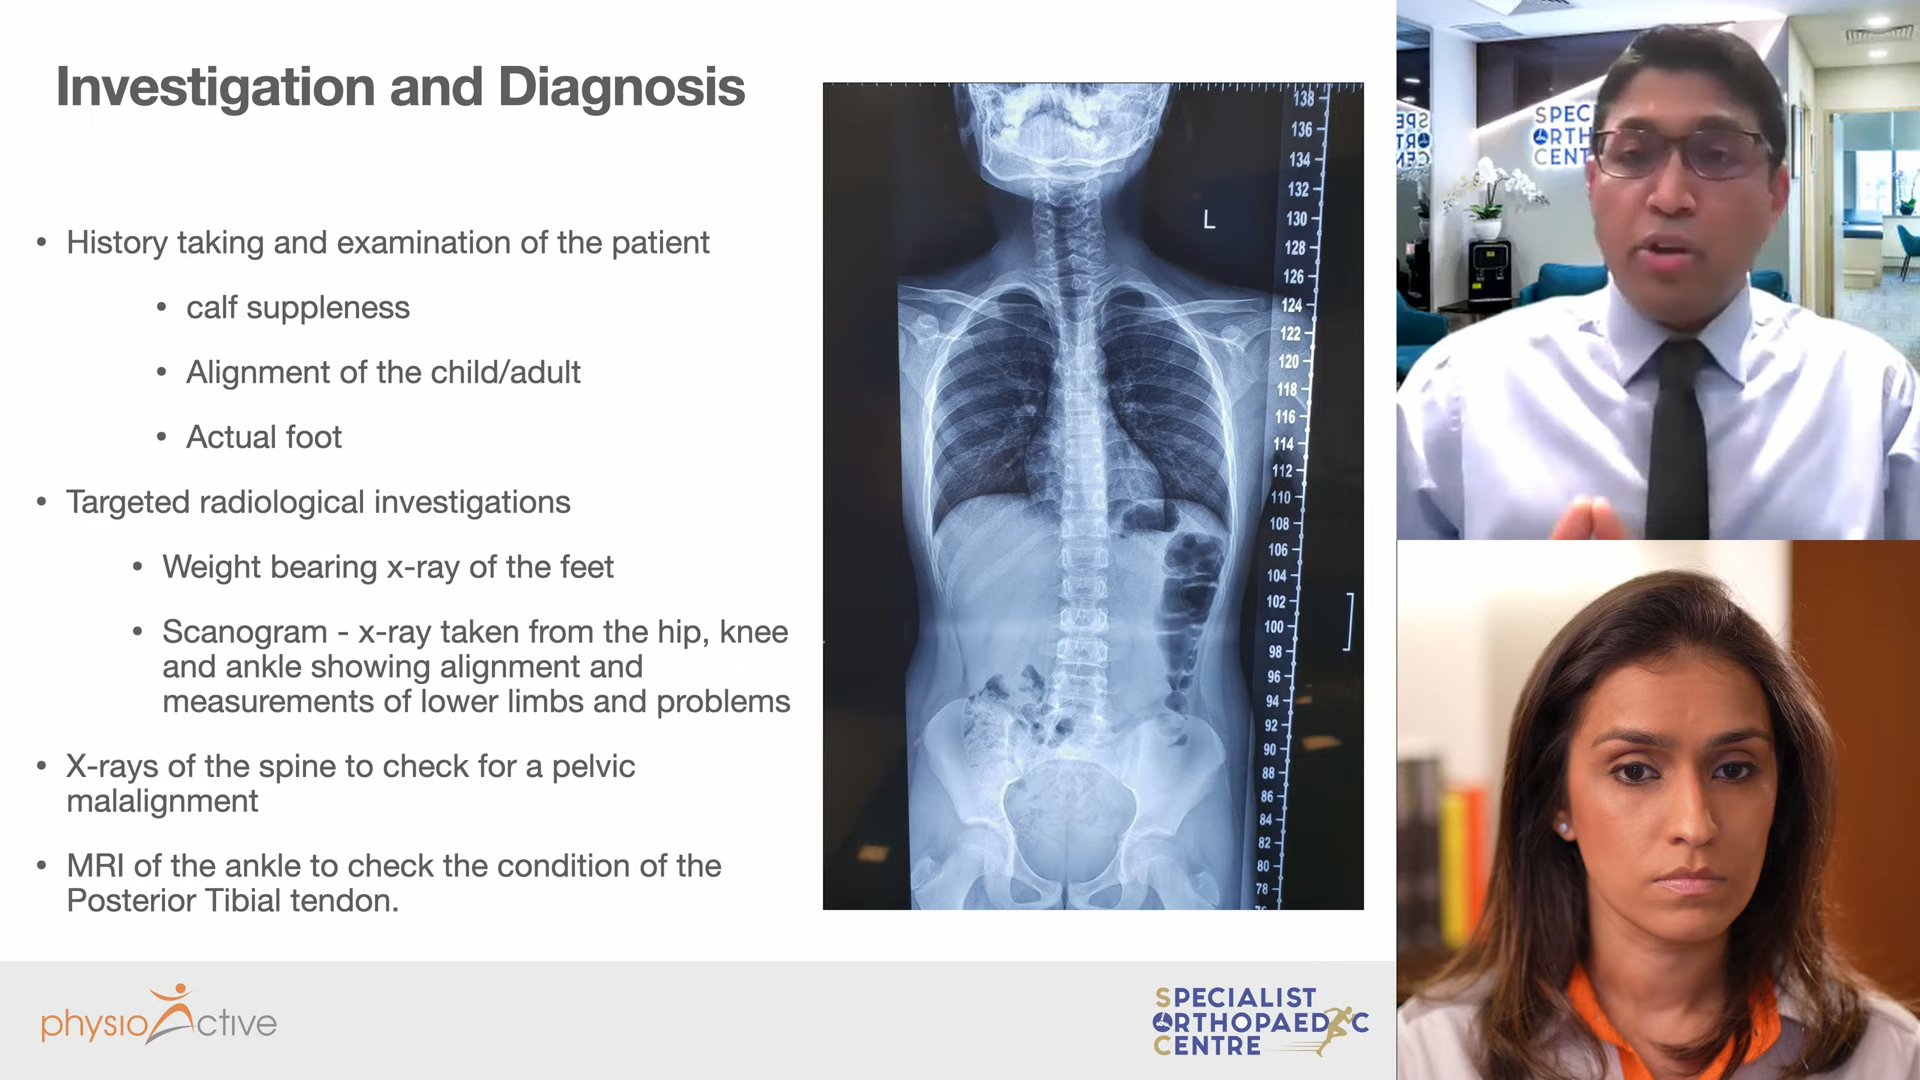 Investigation and Diagnosis
• History taking and examination of the patient
• calf suppleness
• Alignment of the child/adult
• Actual foot
• Targeted radiological investigations
• Weight bearing x-ray of the feet
• Scanogram - x-ray taken from the hip, knee
and ankle showing alignment and
measurements of lower limbs and problems
• X-rays of the spine to check for a pelvic
malalignment
• MRI of the ankle to check the condition of the
Posterior Tibial tendon.
L
138
136
134
132
130
128
126
124
122
120
118
116
114
112
110
108
106
104
102
100
98
96
94
92
90
88
86
84
82
80
78
physioActive
SPECIALIST
ORTHOPAEDIC
CENTRE
SPEC
ORTH
CENT